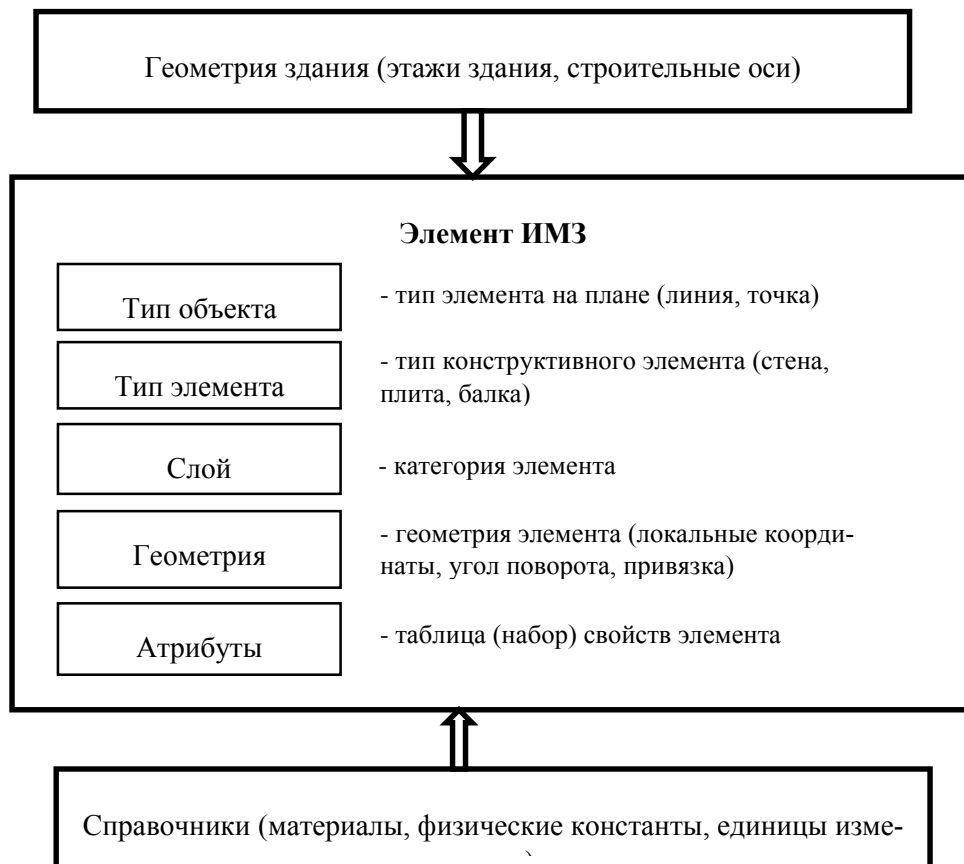 Геометрия здания (этажи здания, строительные оси)
Элемент ИМЗ
Тип объекта
- тип элемента на плане (линия, точка)
Тип элемента
- тип конструктивного элемента (стена,
плита, балка)
Слой
- категория элемента
Геометрия
- геометрия элемента (локальные коорди-
наты, угол поворота, привязка)
Атрибуты
- таблица (набор) свойств элемента
Справочники (материалы, физические константы, единицы изме-